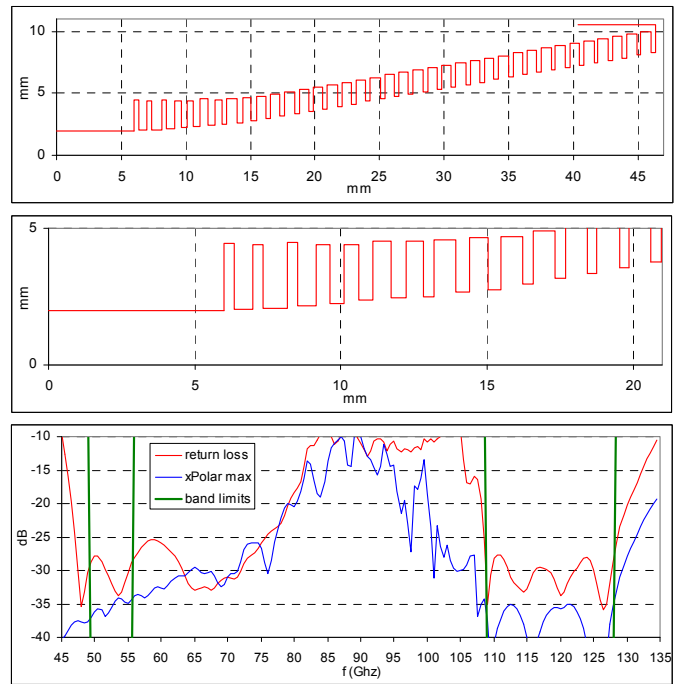 10
5
0
mm
0 5 10 15 20 25 30 35 40 45
mm
5
0
mm
0 5 10 15 20
mm
-10
-15
-20
-25
-30
-35
-40
dB
return loss
xPolar max
band limits
45 50 55 60 65 70 75 80 85 90 95 100 105 110 115 120 125 130 135
f (Ghz)